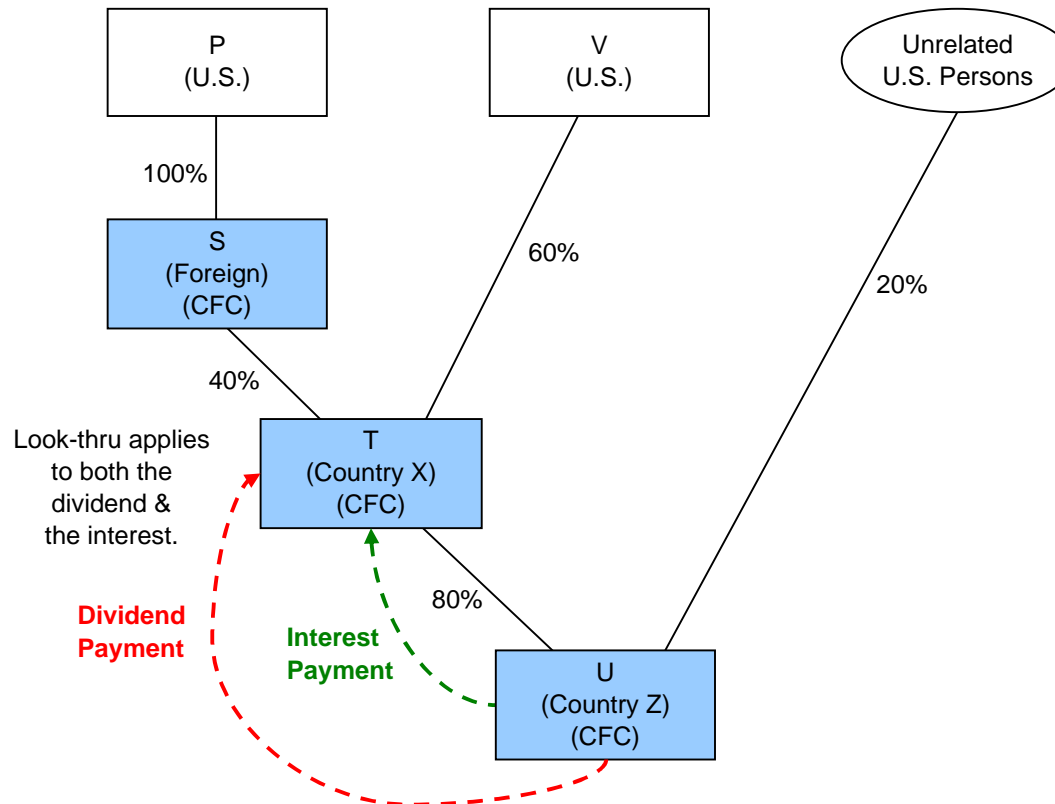 P
(U.S.)
V
(U.S.)
Unrelated
U.S. Persons
100%
S
(Foreign)
(CFC)
60%
20%
40%
Look-thru applies
to both the
dividend &
the interest.
T
(Country X)
(CFC)
80%
Dividend
Payment
Interest
Payment
U
(Country Z)
(CFC)